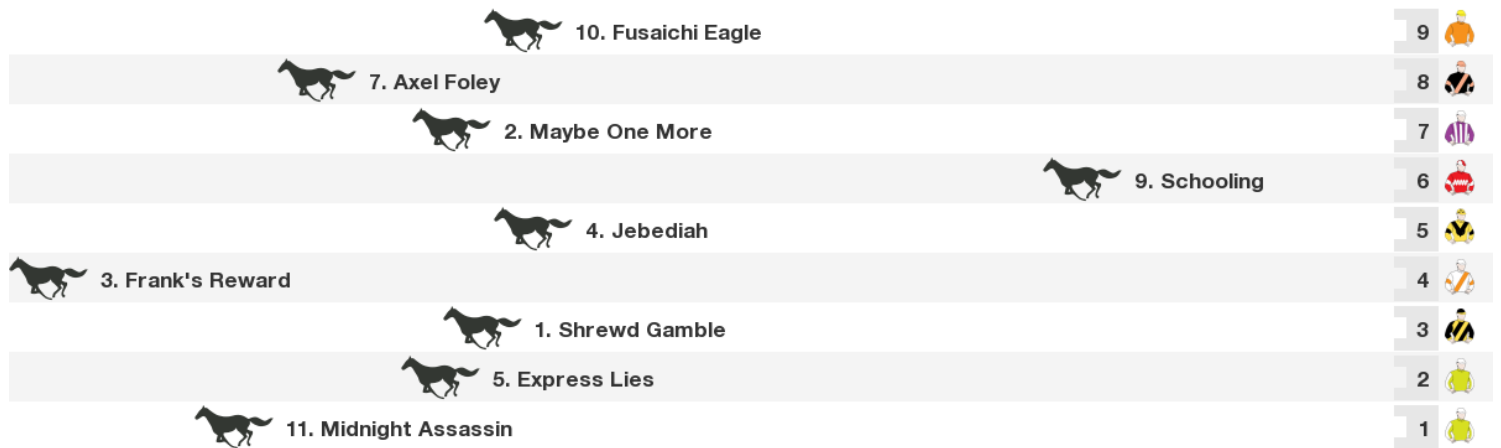 10. Fusaichi Eagle 9
7. Axel Foley 8
2. Maybe One More 7
9. Schooling 6
4. Jebediah 5
3. Frank's Reward 4
1. Shrewd Gamble 3
5. Express Lies 2
11. Midnight Assassin 1